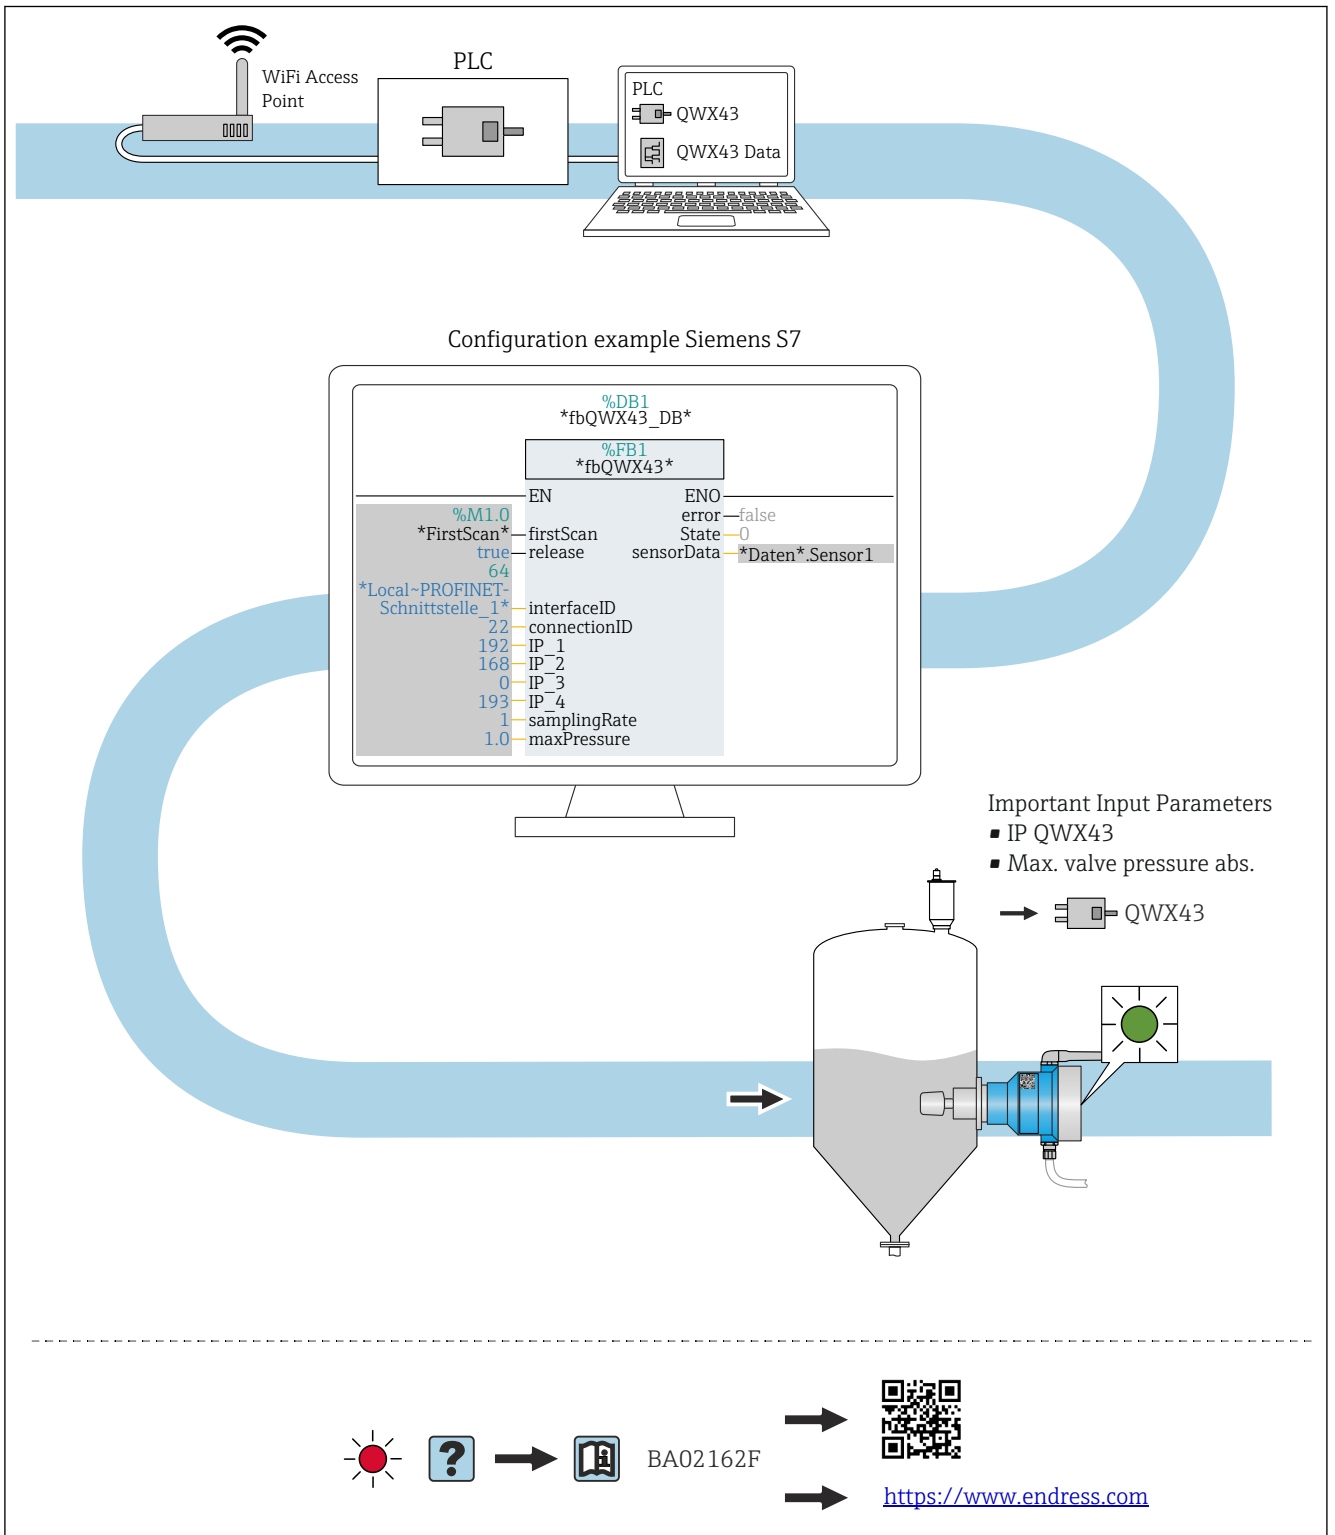 WiFi Access
Point
PLC
PLC
QWX43
QWX43 Data
Configuration example Siemens S7
%DB1
*fbQWX43_DB*
%FB1
*fbQWX43*
EN ENO
%M1.0 error false
*FirstScan* firstScan State 0
true release sensorData *Daten*.Sensor1
64
*Local~PROFINET-
Schnittstelle_1* interfaceID
22 connectionID
192 IP_1
168 IP_2
0 IP_3
193 IP_4
1 samplingRate
1.0 maxPressure
Important Input Parameters
▪ IP QWX43
▪ Max. valve pressure abs.
QWX43
? i BA02162F
https://www.endress.com